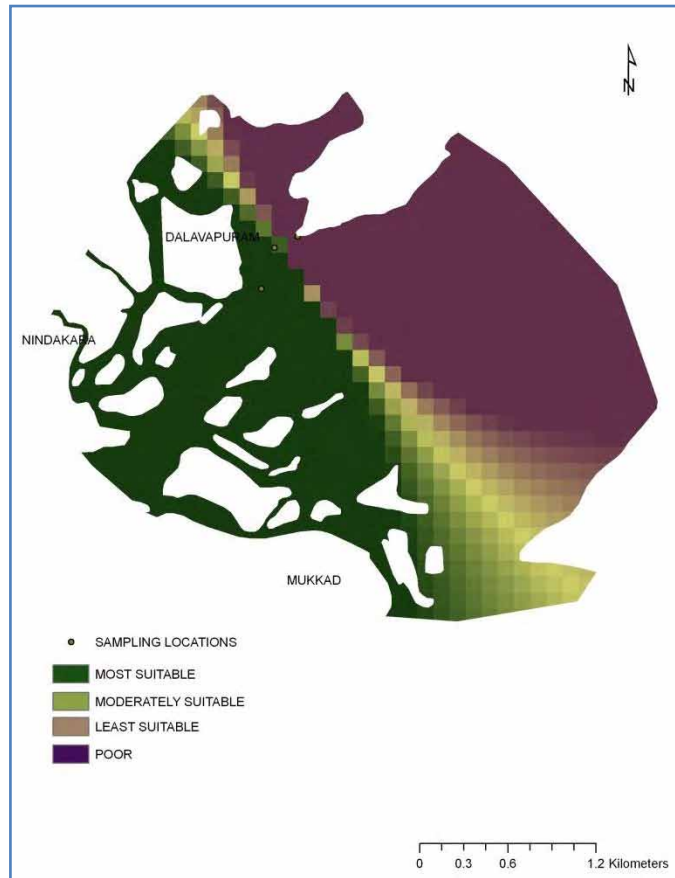 N
DALAVAPURAM
NINDAKARA
MUKKAD
SAMPLING LOCATIONS
MOST SUITABLE
MODERATELY SUITABLE
LEAST SUITABLE
POOR
0 0.3 0.6 1.2 Kilometers